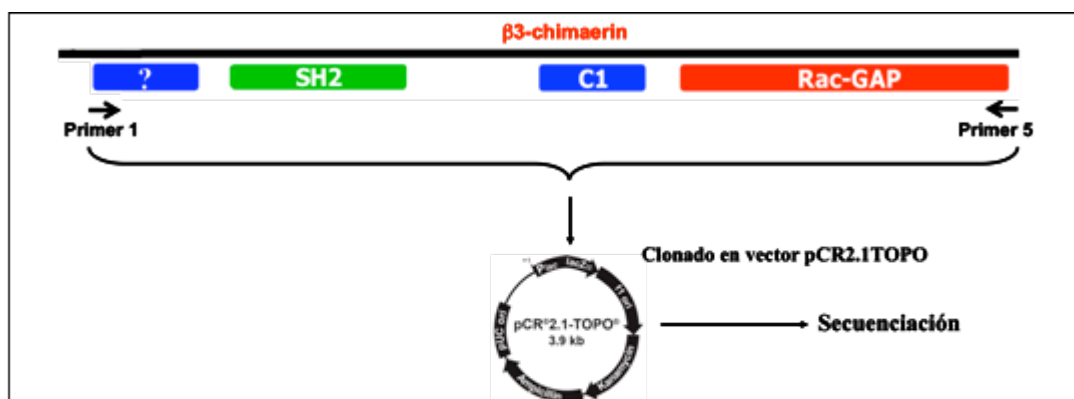 β3-chimaerin
? SH2 C1 Rac-GAP
Primer 1 Primer 5
Clonado en vector pCR2.1TOPO
Plac lacZα
f1 ori
pCR®2.1-TOPO®
3.9 kb
Secuenciación
pUC ori
Kanamycin
Ampicillin